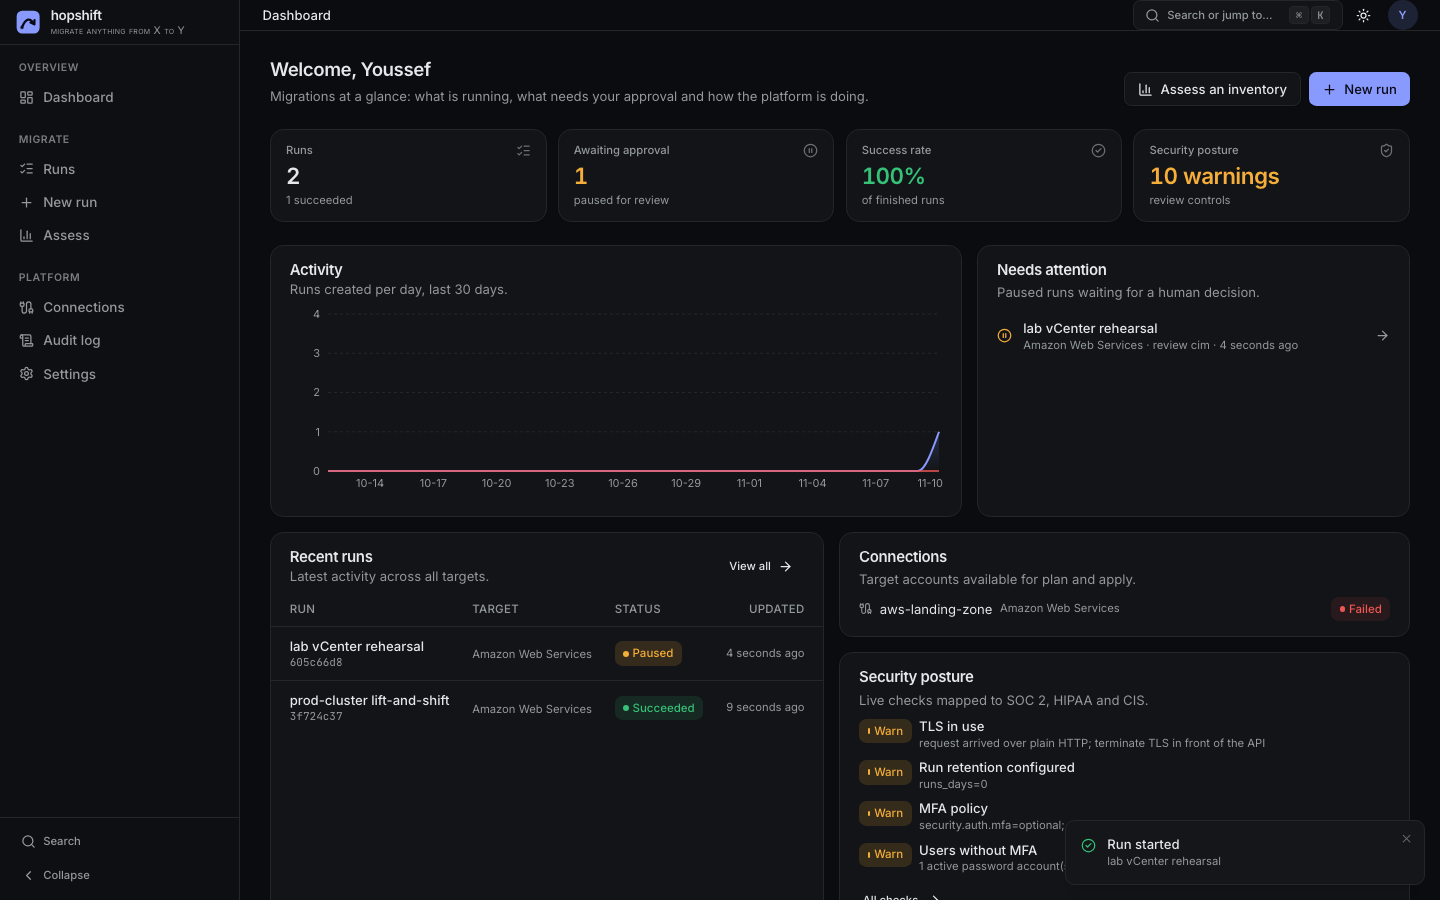 hopshift
MIGRATE ANYTHING FROM X TO Y
OVERVIEW
Dashboard
MIGRATE
Runs
New run
Assess
PLATFORM
Connections
Audit log
Settings
Search
Collapse
Dashboard
Search or jump to...
⌘ K
Y
Welcome, Youssef
Migrations at a glance: what is running, what needs your approval and how the platform is doing.
Assess an inventory
New run
Runs
2
1 succeeded
Awaiting approval
1
paused for review
Success rate
100%
of finished runs
Security posture
10 warnings
review controls
Activity
Runs created per day, last 30 days.
4
3
2
1
0
10-14 10-17 10-20 10-23 10-26 10-29 11-01 11-04 11-07 11-10
Needs attention
Paused runs waiting for a human decision.
lab vCenter rehearsal
Amazon Web Services · review cim · 4 seconds ago
Recent runs
Latest activity across all targets.
View all
RUN TARGET STATUS UPDATED
lab vCenter rehearsal
605c66d8
Amazon Web Services
Paused
4 seconds ago
prod-cluster lift-and-shift
3f724c37
Amazon Web Services
Succeeded
9 seconds ago
Connections
Target accounts available for plan and apply.
aws-landing-zone Amazon Web Services
Failed
Security posture
Live checks mapped to SOC 2, HIPAA and CIS.
Warn
TLS in use
request arrived over plain HTTP; terminate TLS in front of the API
Warn
Run retention configured
runs_days=0
Warn
MFA policy
security.auth.mfa=optional;
Warn
Users without MFA
1 active password account(
All checks
Run started
lab vCenter rehearsal